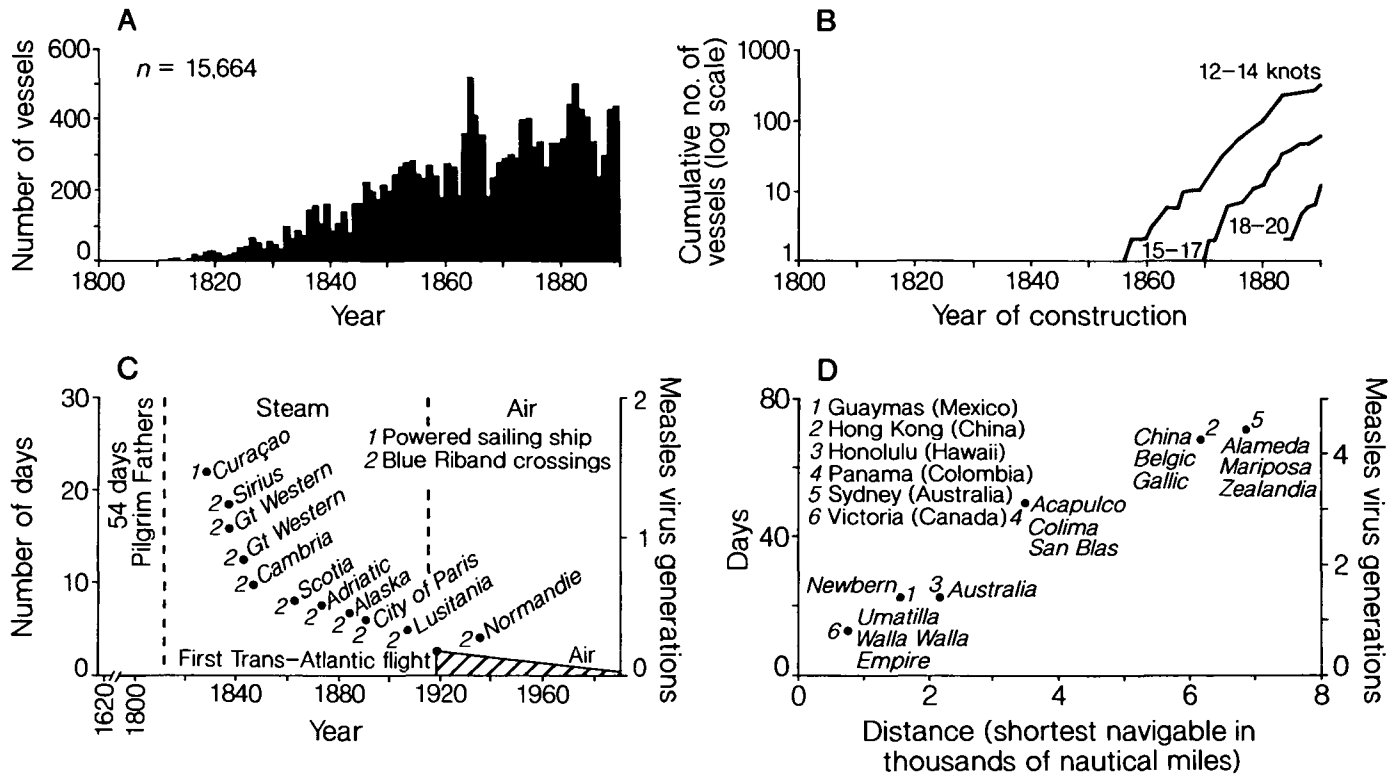 A
Number of vessels
600
400
200
0
n = 15,664
1800
1820
1840
1860
1880
Year
B
Cumulative no. of
vessels (log scale)
1000
100
10
1
12–14 knots
15–17
18–20
1800
1820
1840
1860
1880
Year of construction
C
Number of days
30
20
10
0
54 days
Pilgrim Fathers
Steam
Air
1 Powered sailing ship
2 Blue Riband crossings
1 Curaçao
2 Sirius
2 Gt Western
2 Gt Western
2 Cambria
2 Scotia
2 Adriatic
2 Alaska
2 City of Paris
2 Lusitania
2 Normandie
First Trans–Atlantic flight
Air
2
1
0
Measles virus generations
1620
1800
1840
1880
1920
1960
Year
D
Days
80
40
0
1 Guaymas (Mexico)
2 Hong Kong (China)
3 Honolulu (Hawaii)
4 Panama (Colombia)
5 Sydney (Australia)
6 Victoria (Canada)
China 2
Belgic
Gallic
5
Alameda
Mariposa
Zealandia
4 Acapulco
Colima
San Blas
Newbern 1
3 Australia
6 Umatilla
Walla Walla
Empire
4
2
0
Measles virus generations
0
2
4
6
8
Distance (shortest navigable in
thousands of nautical miles)